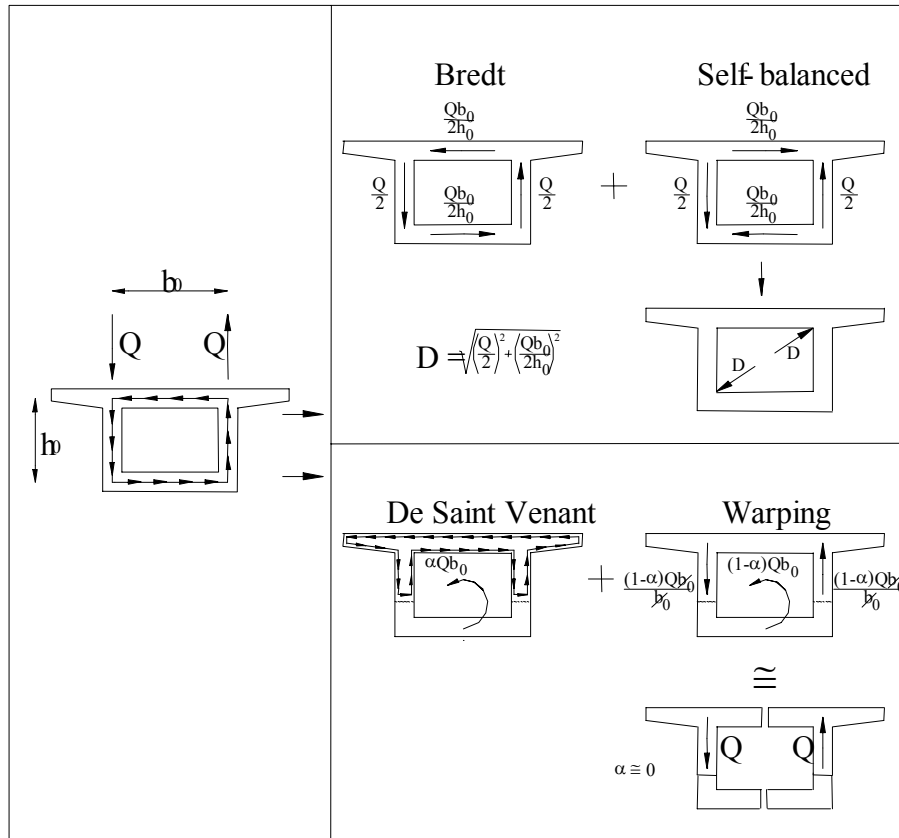 b₀
Q Q
h₀
Bredt
Qb₀/2h₀
Q/2 Qb₀/2h₀ Q/2
+
Self-balanced
Qb₀/2h₀
Q/2 Qb₀/2h₀ Q/2
D = √((Q/2)² + (Qb₀/2h₀)²)
D D
De Saint Venant
αQb₀
+
Warping
(1-α)Qb₀/b₀ (1-α)Qb₀ (1-α)Qb₀/b₀
≅
α ≅ 0
Q Q